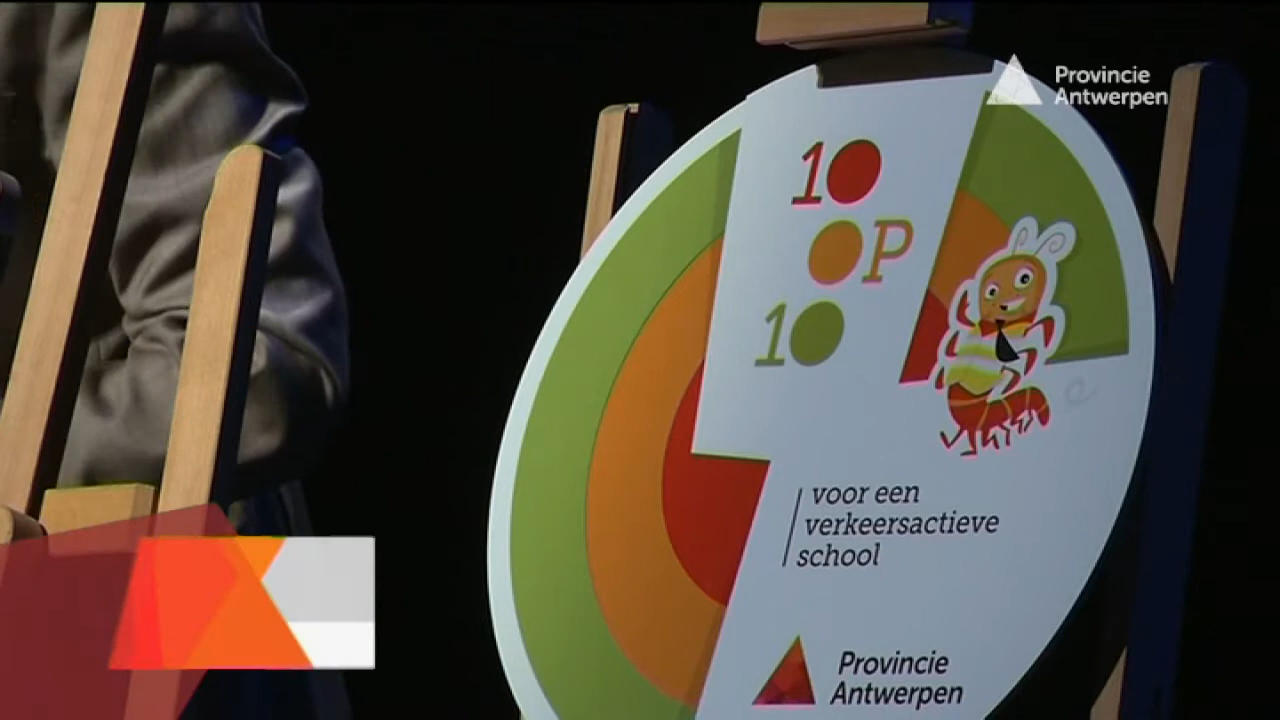 Provincie
Antwerpen
10
OP
10
voor een
verkeersactieve
school
Provincie
Antwerpen